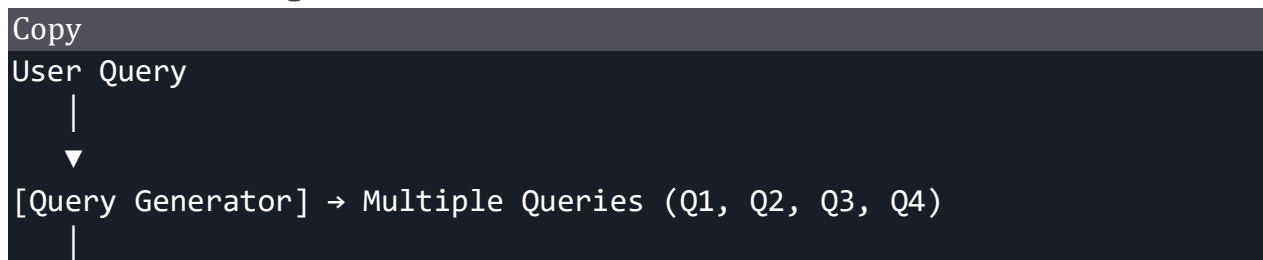 Copy
User Query
│
▼
[Query Generator] → Multiple Queries (Q1, Q2, Q3, Q4)
│